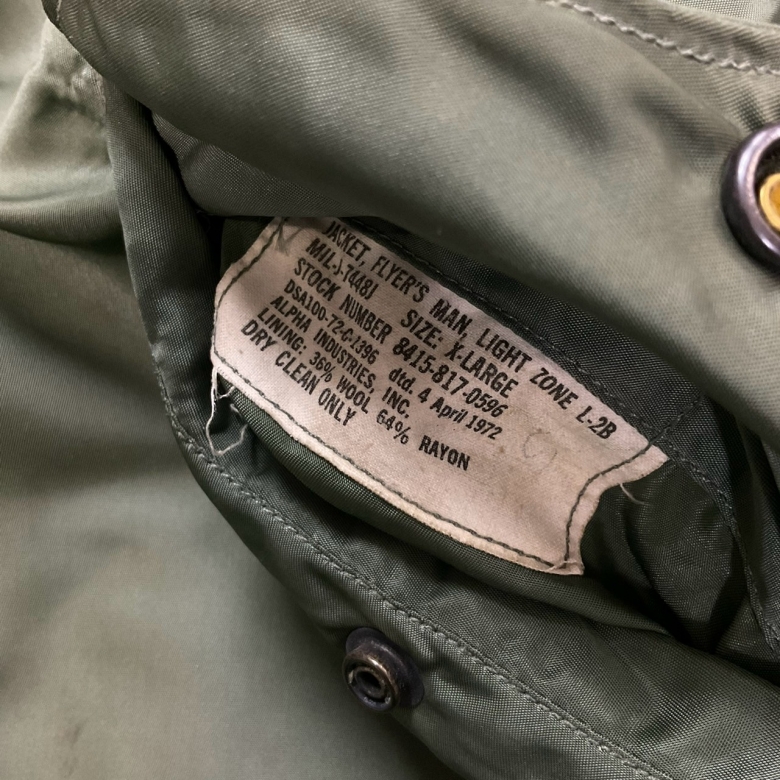 JACKET, FLYER'S MAN, LIGHT ZONE L-2B
MIL-J-7448J SIZE: X-LARGE
STOCK NUMBER 8415-817-0596
DSA100-72-C-1396 dtd. 4 April 1972
ALPHA INDUSTRIES, INC.
LINING: 36% WOOL 64% RAYON
DRY CLEAN ONLY